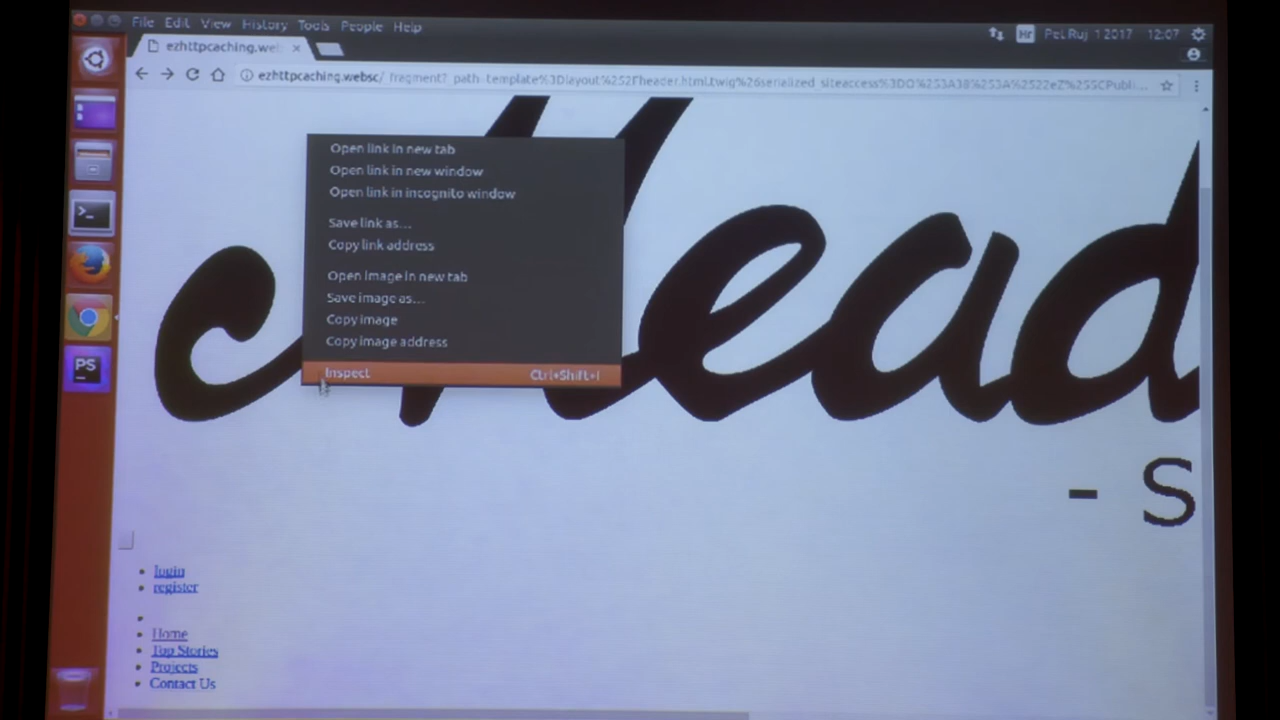 File Edit View History Tools People Help
Hr Pet Ruj 1 2017 12:07
ezhttpcaching.we
ezhttpcaching.websc/_fragment?_path=template%3Dlayout%252Fheader.html.twig%26serialized_siteaccess%3DO%253A38%253A%2522eZ%255CPubli...
Open link in new tab
Open link in new window
Open link in incognito window
Save link as...
Copy link address
Open image in new tab
Save image as...
Copy image
Copy image address
Inspect Ctrl+Shift+I
PS
- S
login
register
Home
Top Stories
Projects
Contact Us